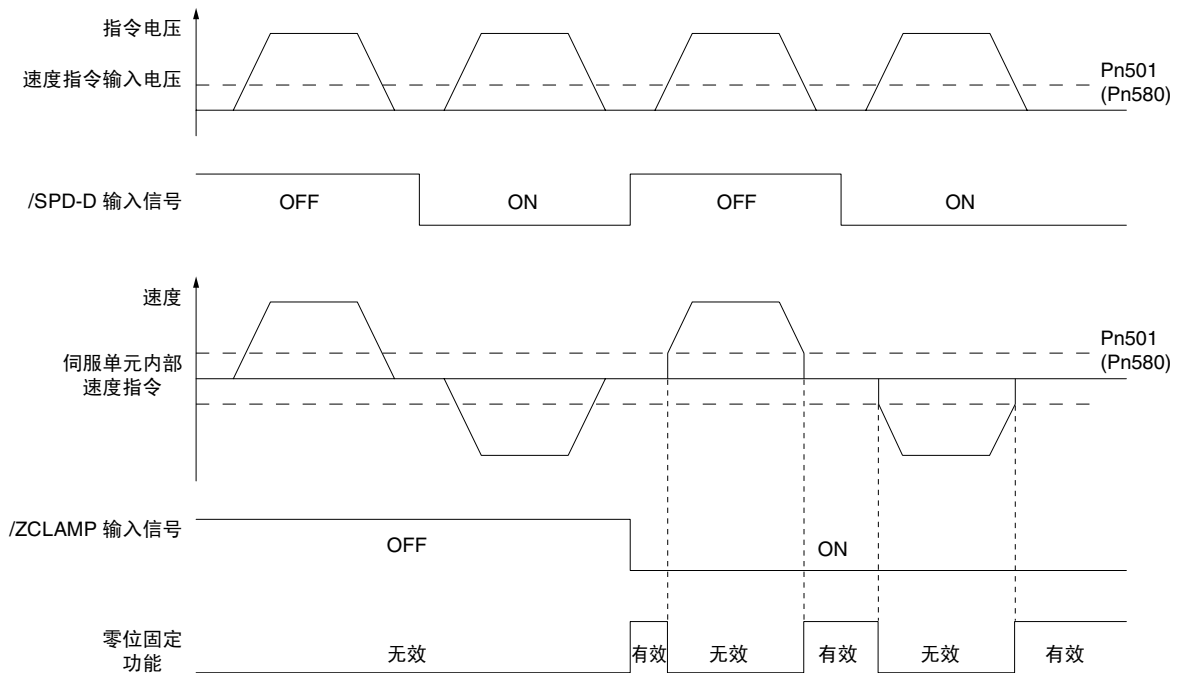 指令电压
速度指令输入电压
Pn501
(Pn580)
/SPD-D 输入信号
OFF
ON
OFF
ON
速度
伺服单元内部
速度指令
Pn501
(Pn580)
/ZCLAMP 输入信号
OFF
ON
零位固定
功能
无效
有效
无效
有效
无效
有效